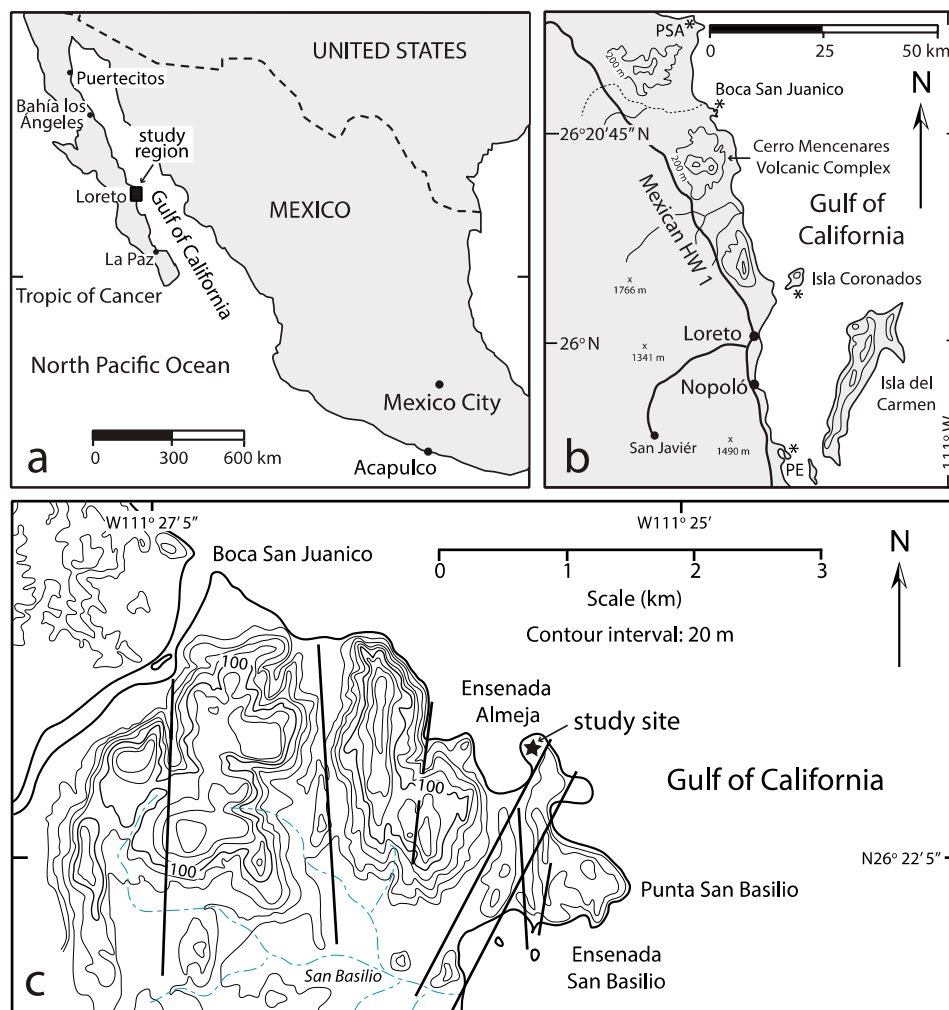 UNITED STATES
Puertecitos
Bahía los
Ángeles
study
region
Loreto
Gulf of California
MEXICO
La Paz
Tropic of Cancer
North Pacific Ocean
Mexico City
a
0 300 600 km
Acapulco
PSA*
0 25 50 km
200 m
N
Boca San Juanico
*
26° 20' 45" N
Cerro Mencenares
Volcanic Complex
200 m
Gulf of
California
Mexican HW 1
x
1766 m
Isla Coronados
*
Loreto
26° N
x
1341 m
Nopoló
Isla del
Carmen
San Javiér
x
1490 m
*
PE
111° W
b
W111° 27' 5"
W111° 25'
Boca San Juanico
0 1 2 3
Scale (km)
Contour interval: 20 m
N
100
Ensenada
Almeja
study site
Gulf of California
100
100
N26° 22' 5"
Punta San Basilio
Ensenada
San Basilio
San Basilio
c